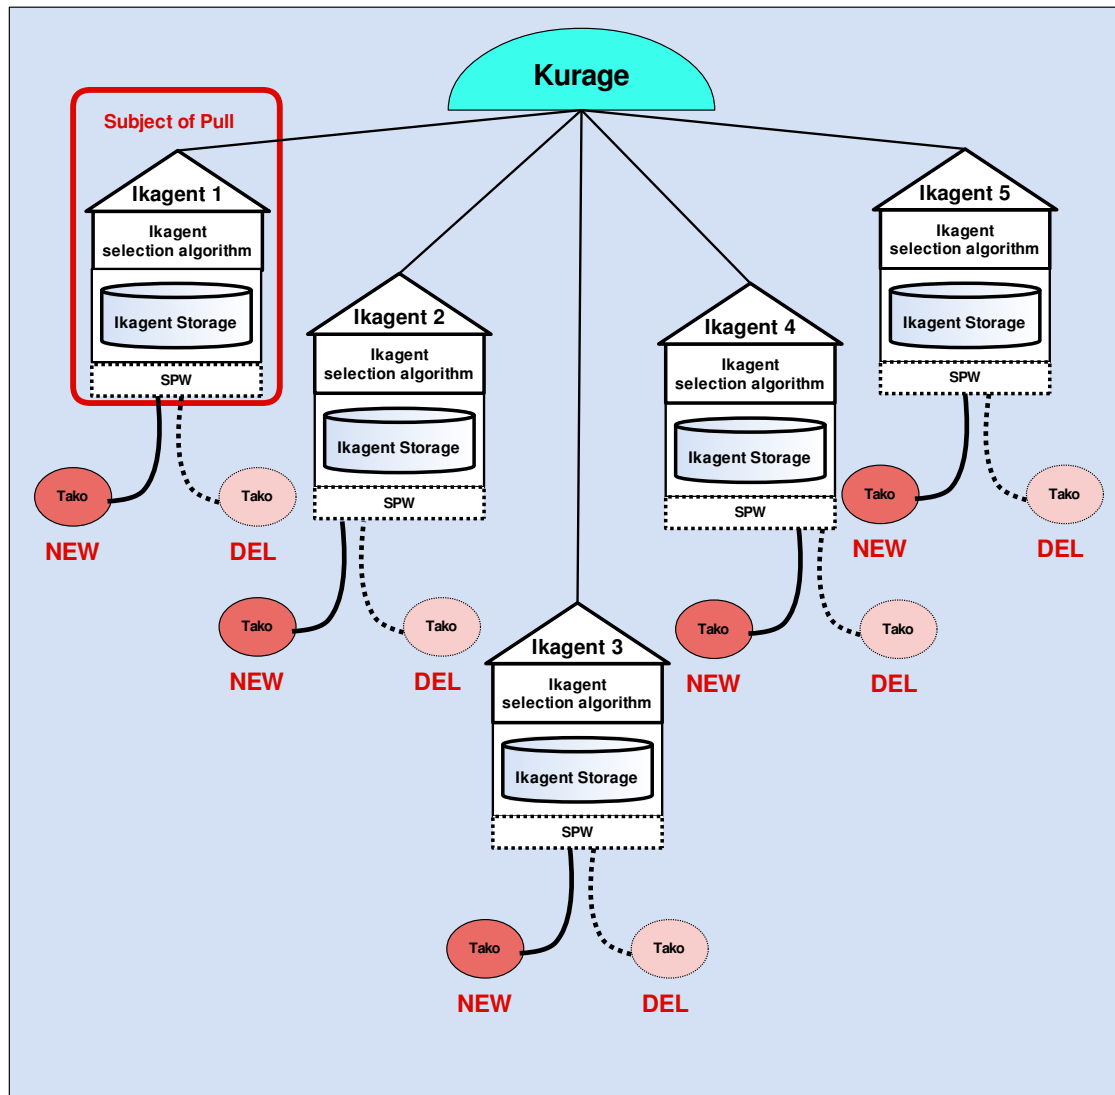 Kurage
Subject of Pull
Ikagent 1
Ikagent
selection algorithm
Ikagent Storage
SPW
Tako
Tako
NEW
DEL
Ikagent 2
Ikagent
selection algorithm
Ikagent Storage
SPW
Tako
Tako
NEW
DEL
Ikagent 3
Ikagent
selection algorithm
Ikagent Storage
SPW
Tako
Tako
NEW
DEL
Ikagent 4
Ikagent
selection algorithm
Ikagent Storage
SPW
Tako
Tako
NEW
DEL
Ikagent 5
Ikagent
selection algorithm
Ikagent Storage
SPW
Tako
Tako
NEW
DEL